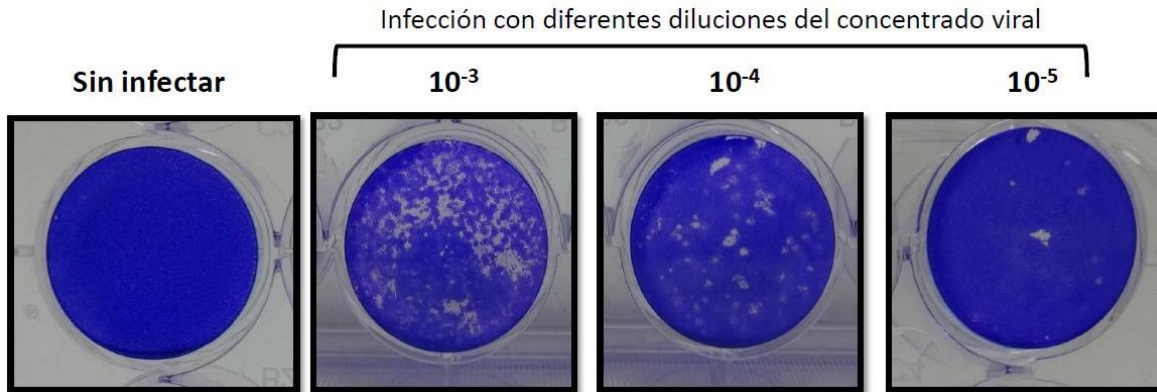 Infección con diferentes diluciones del concentrado viral
Sin infectar 10⁻³ 10⁻⁴ 10⁻⁵